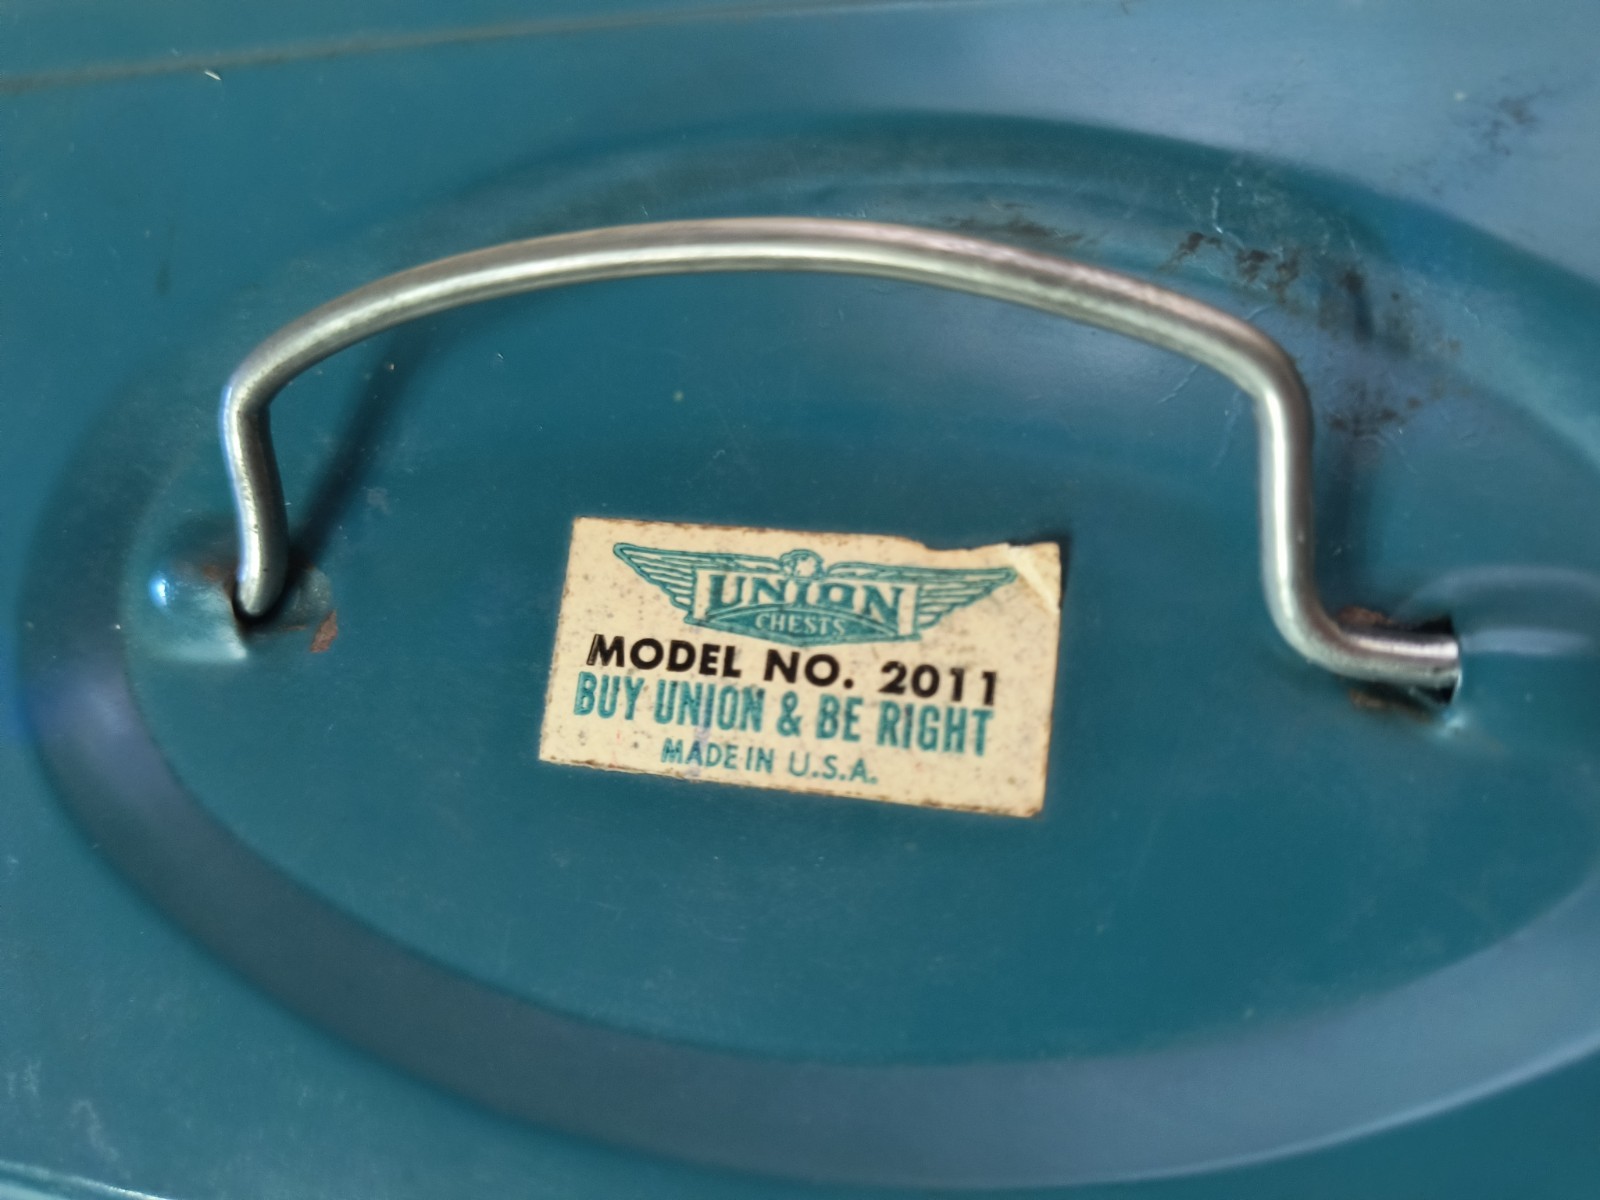 UNION
CHESTS
MODEL NO. 2011
BUY UNION & BE RIGHT
MADE IN U.S.A.